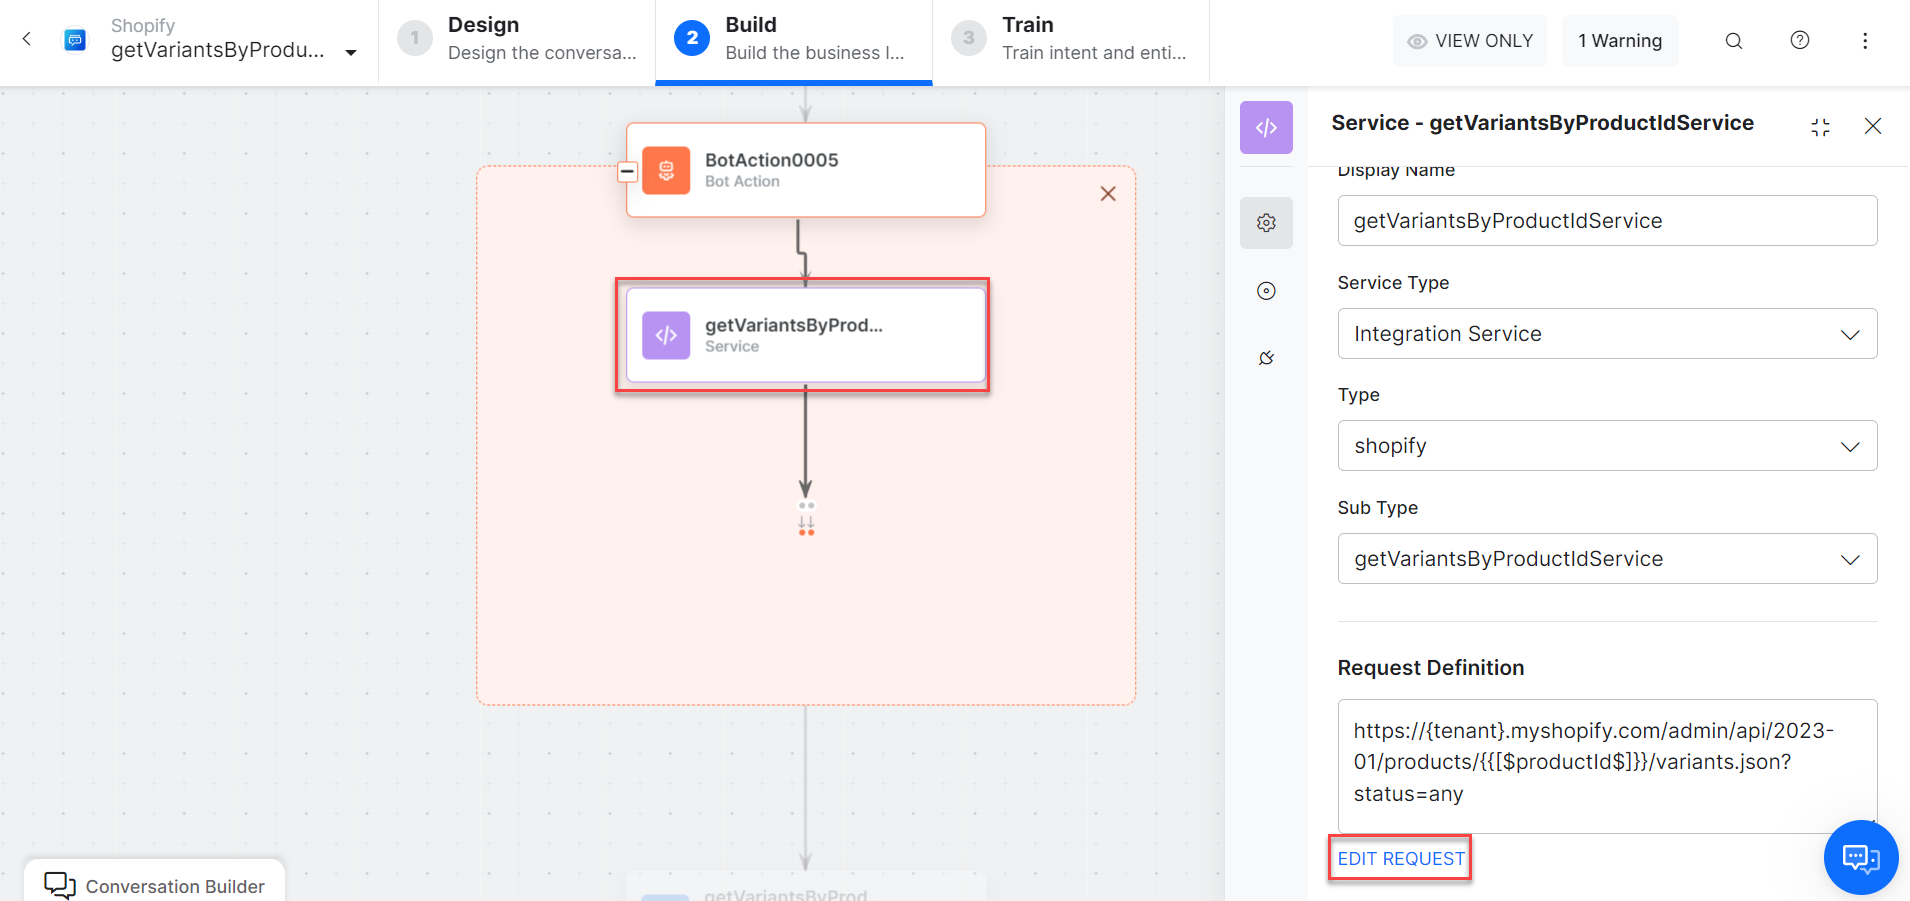 Shopify
getVariantsByProdu...
1
Design
Design the conversa...
2
Build
Build the business l...
3
Train
Train intent and enti...
VIEW ONLY
1 Warning
BotAction0005
Bot Action
getVariantsByProd...
Service
getVariantsByProd...
Conversation Builder
Service - getVariantsByProductIdService
Display Name
getVariantsByProductIdService
Service Type
Integration Service
Type
shopify
Sub Type
getVariantsByProductIdService
Request Definition
https://{tenant}.myshopify.com/admin/api/2023-
01/products/{{[$productId$]}}/variants.json?
status=any
EDIT REQUEST